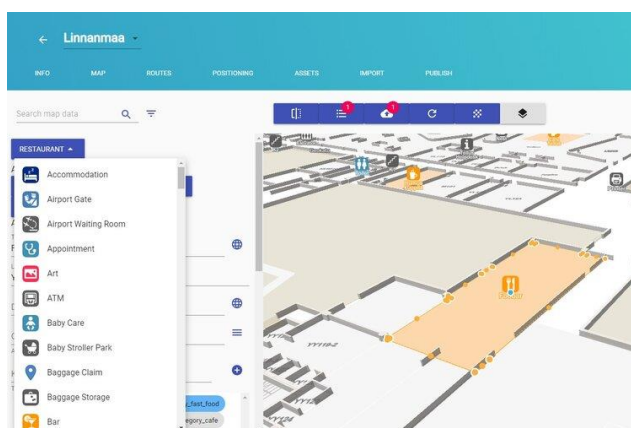 Linnanmaa
INFO MAP ROUTES POSITIONING ASSETS IMPORT PUBLISH
Search map data
1 1
RESTAURANT
Accommodation
Airport Gate
Airport Waiting Room
Appointment
Art
ATM
Baby Care
Baby Stroller Park
Baggage Claim
Baggage Storage
y_fast_food
Bar
egory_cafe